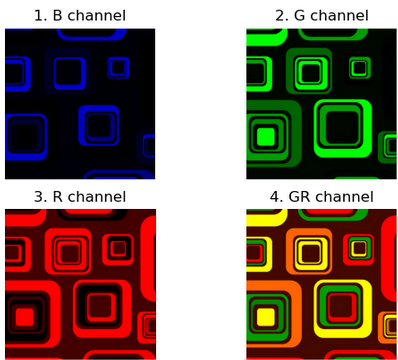 1. B channel
2. G channel
3. R channel
4. GR channel